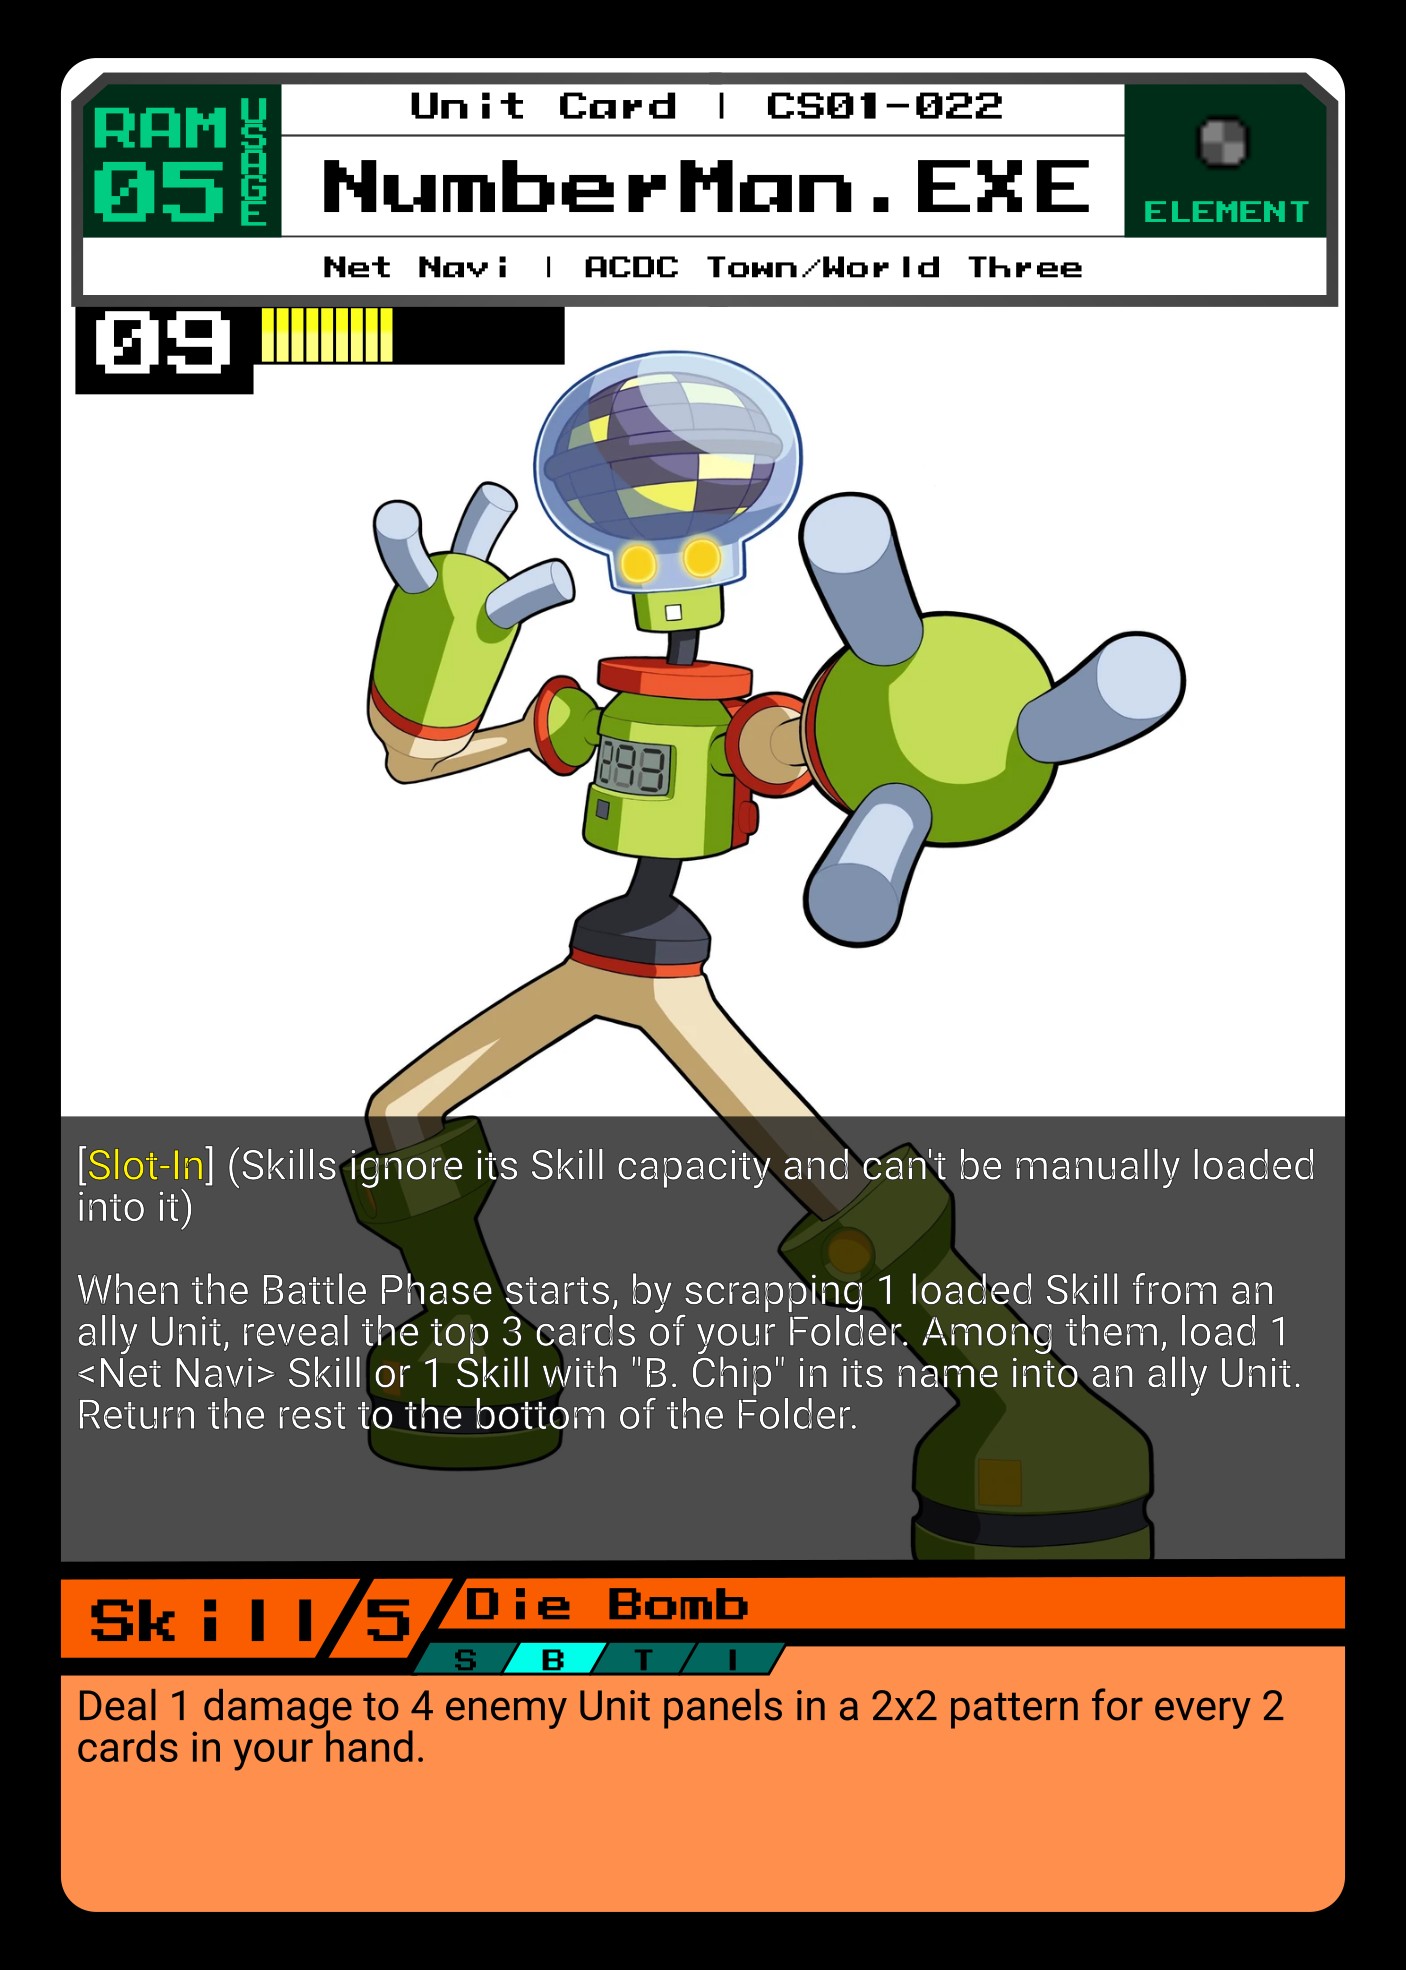 Unit Card | CS01-022
RAM
USAGE
05
NumberMan.EXE
ELEMENT
Net Navi | ACDC Town/World Three
09
93
[Slot-In] (Skills ignore its Skill capacity and can't be manually loaded
into it)
When the Battle Phase starts, by scrapping 1 loaded Skill from an
ally Unit, reveal the top 3 cards of your Folder. Among them, load 1
<Net Navi> Skill or 1 Skill with "B. Chip" in its name into an ally Unit.
Return the rest to the bottom of the Folder.
Skill/5/Die Bomb
S B T I
Deal 1 damage to 4 enemy Unit panels in a 2x2 pattern for every 2
cards in your hand.